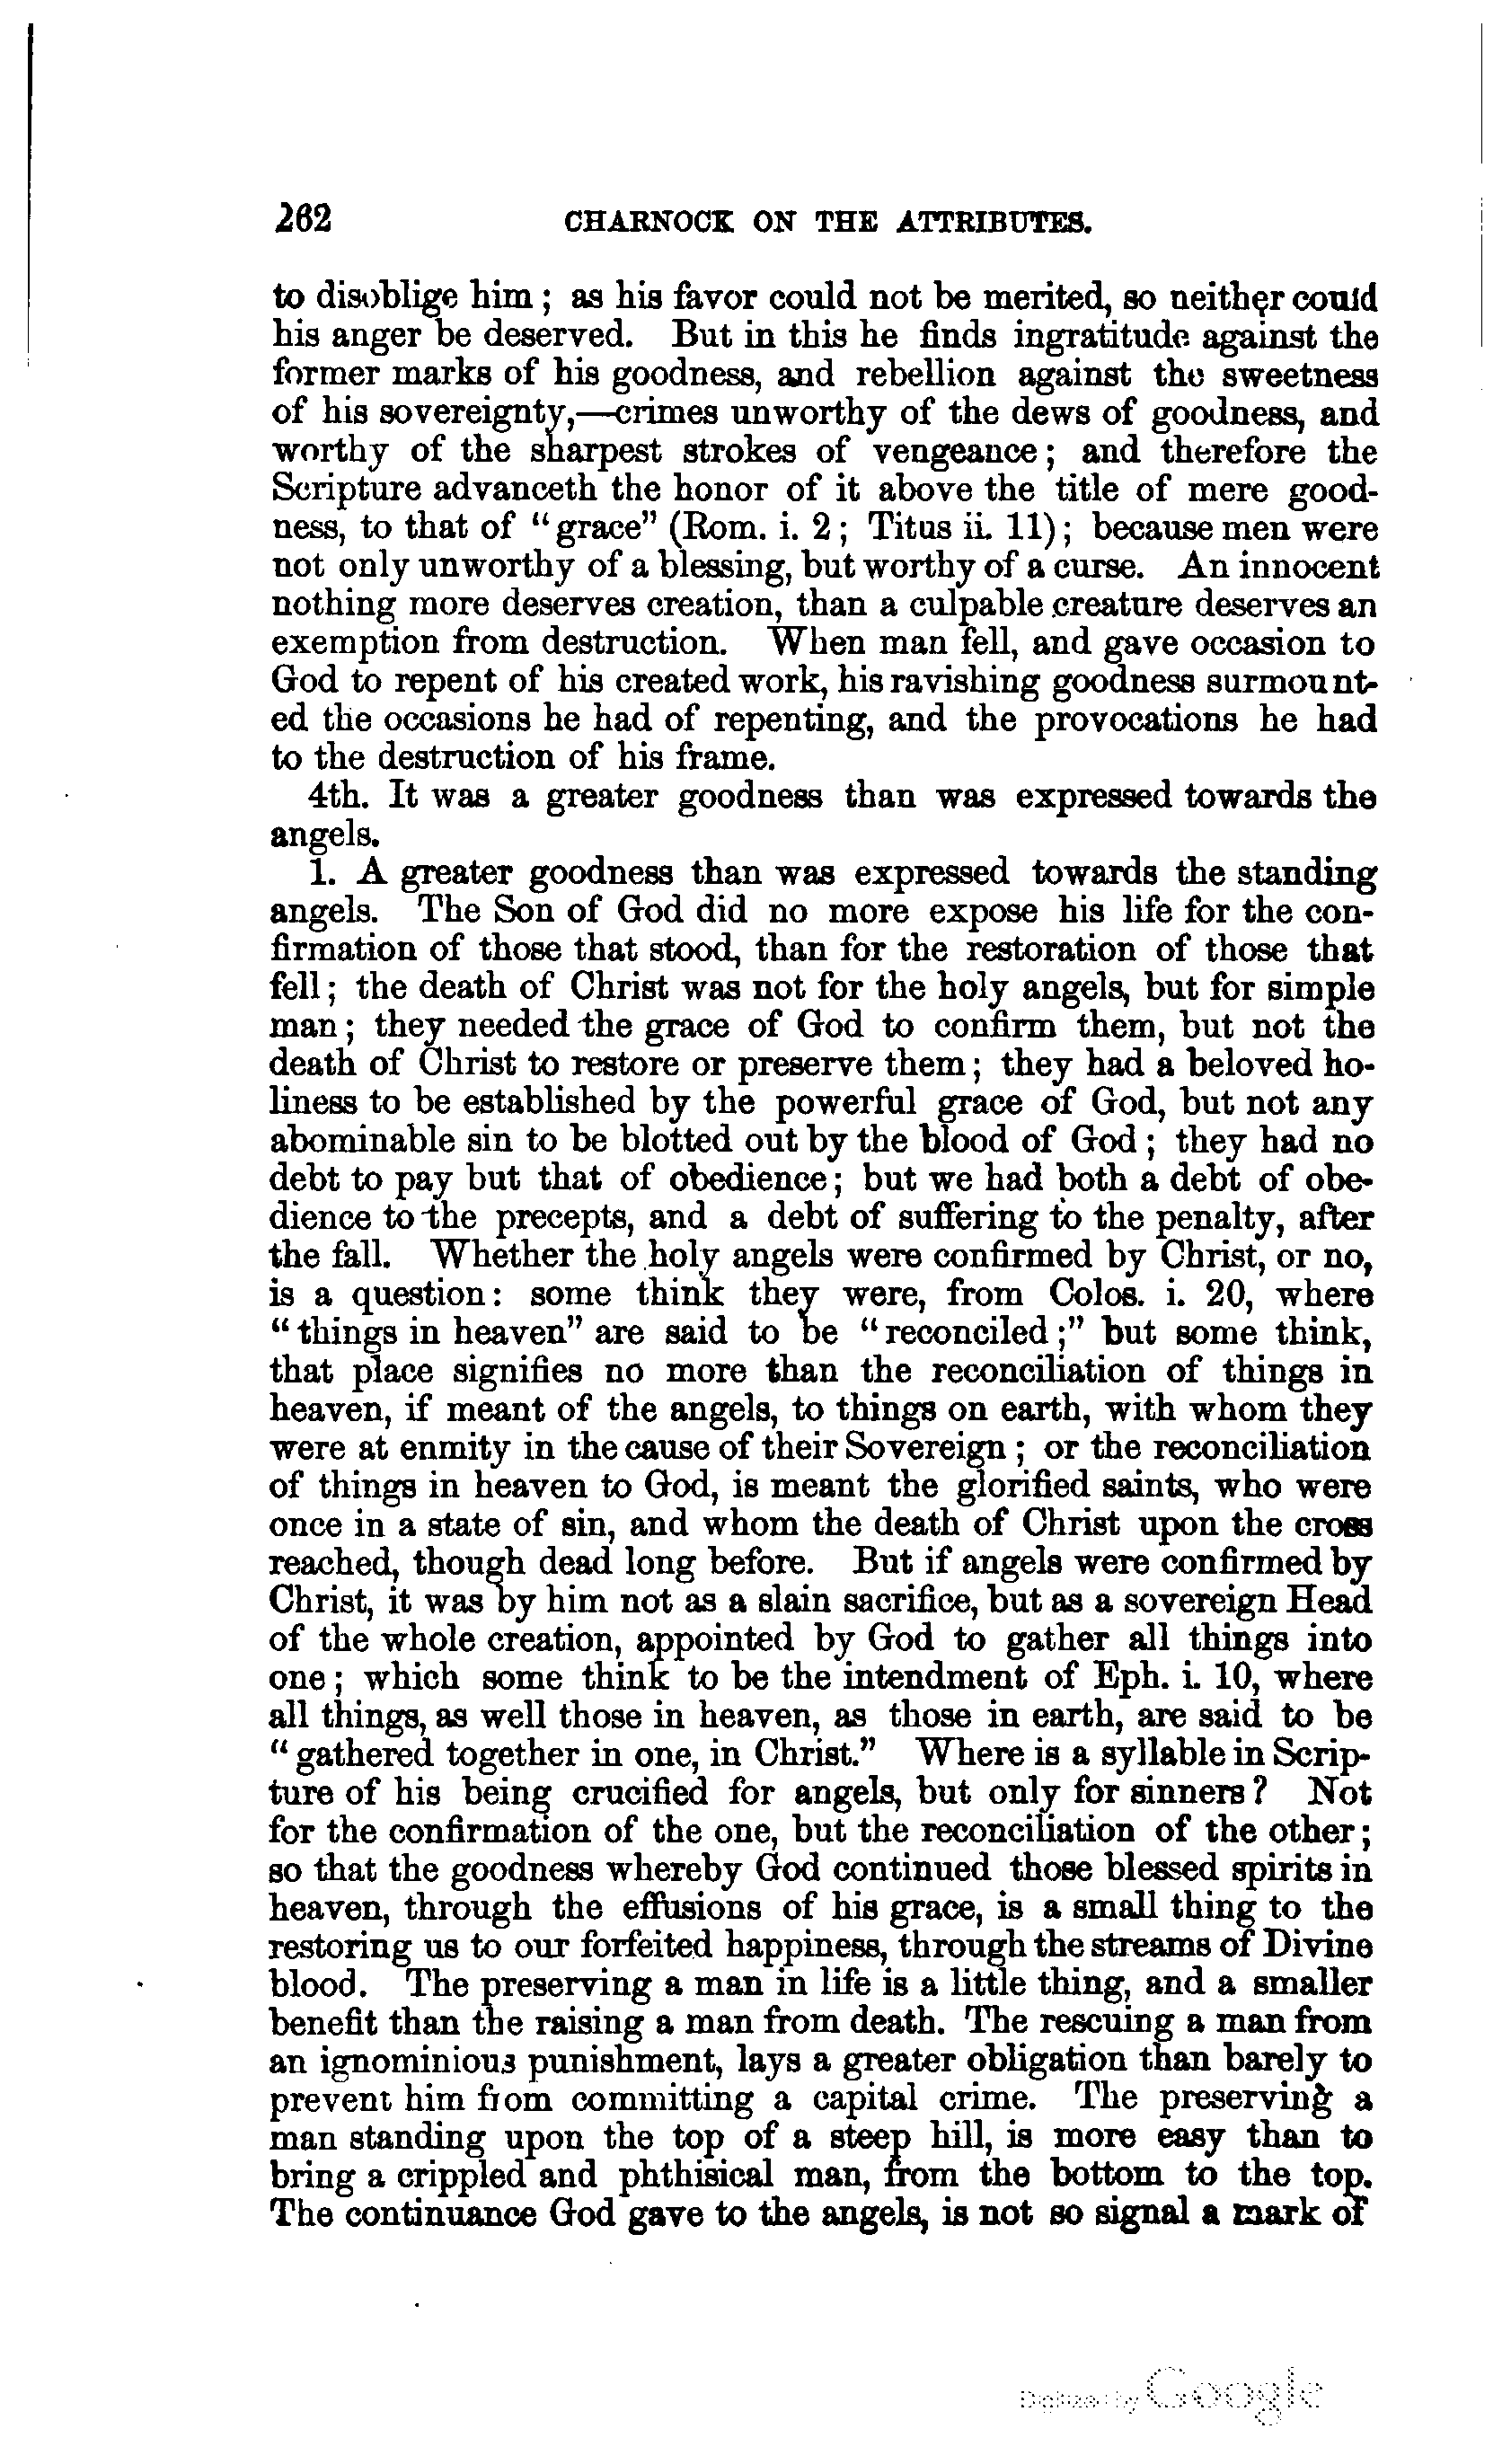 262 CHARNOCK ON THE ATTRIBUTES.
to disoblige him; as his favor could not be merited, so neither could
his anger be deserved. But in this he finds ingratitude against the
former marks of his goodness, and rebellion against the sweetness
of his sovereignty,—crimes unworthy of the dews of goodness, and
worthy of the sharpest strokes of vengeance; and therefore the
Scripture advanceth the honor of it above the title of mere good-
ness, to that of "grace" (Rom. i. 2; Titus ii. 11); because men were
not only unworthy of a blessing, but worthy of a curse. An innocent
nothing more deserves creation, than a culpable creature deserves an
exemption from destruction. When man fell, and gave occasion to
God to repent of his created work, his ravishing goodness surmount-
ed the occasions he had of repenting, and the provocations he had
to the destruction of his frame.
4th. It was a greater goodness than was expressed towards the
angels.
1. A greater goodness than was expressed towards the standing
angels. The Son of God did no more expose his life for the con-
firmation of those that stood, than for the restoration of those that
fell; the death of Christ was not for the holy angels, but for simple
man; they needed the grace of God to confirm them, but not the
death of Christ to restore or preserve them; they had a beloved ho-
liness to be established by the powerful grace of God, but not any
abominable sin to be blotted out by the blood of God; they had no
debt to pay but that of obedience; but we had both a debt of obe-
dience to the precepts, and a debt of suffering to the penalty, after
the fall. Whether the holy angels were confirmed by Christ, or no,
is a question: some think they were, from Colos. i. 20, where
"things in heaven" are said to be "reconciled;" but some think,
that place signifies no more than the reconciliation of things in
heaven, if meant of the angels, to things on earth, with whom they
were at enmity in the cause of their Sovereign; or the reconciliation
of things in heaven to God, is meant the glorified saints, who were
once in a state of sin, and whom the death of Christ upon the cross
reached, though dead long before. But if angels were confirmed by
Christ, it was by him not as a slain sacrifice, but as a sovereign Head
of the whole creation, appointed by God to gather all things into
one; which some think to be the intendment of Eph. i. 10, where
all things, as well those in heaven, as those in earth, are said to be
"gathered together in one, in Christ." Where is a syllable in Scrip-
ture of his being crucified for angels, but only for sinners? Not
for the confirmation of the one, but the reconciliation of the other;
so that the goodness whereby God continued those blessed spirits in
heaven, through the effusions of his grace, is a small thing to the
restoring us to our forfeited happiness, through the streams of Divine
blood. The preserving a man in life is a little thing, and a smaller
benefit than the raising a man from death. The rescuing a man from
an ignominious punishment, lays a greater obligation than barely to
prevent him from committing a capital crime. The preserving a
man standing upon the top of a steep hill, is more easy than to
bring a crippled and phthisical man, from the bottom to the top.
The continuance God gave to the angels, is not so signal a mark of
Digitized by Google